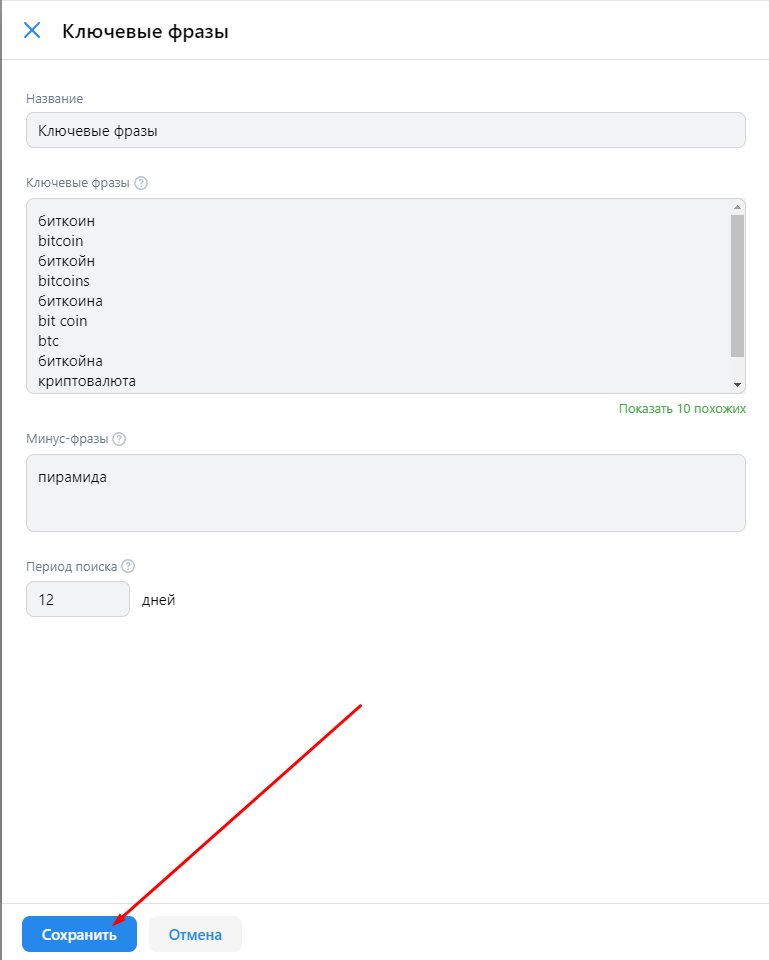 Ключевые фразы
Название
Ключевые фразы
Ключевые фразы
биткоин
bitcoin
биткойн
bitcoins
биткоина
bit coin
btc
биткойна
криптовалюта
Показать 10 похожих
Минус-фразы
пирамида
Период поиска
12 дней
Сохранить Отмена